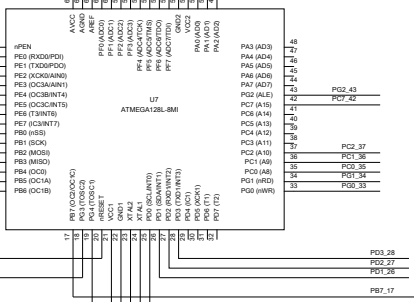 AVCC
AGND
AREF
PF0 (ADC0)
PF1 (ADC1)
PF2 (ADC2)
PF3 (ADC3)
PF4 (ADC4/TCK)
PF5 (ADC5/TMS)
PF6 (ADC6/TDO)
PF7 (ADC7/TDI)
GND2
VCC2
PA0 (AD0)
PA1 (AD1)
PA2 (AD2)
nPEN
PE0 (RXD0/PDI)
PE1 (TXD0/PDO)
PE2 (XCK0/AIN0)
PE3 (OC3A/AIN1)
PE4 (OC3B/INT4)
PE5 (OC3C/INT5)
PE6 (T3/INT6)
PE7 (IC3/INT7)
PB0 (nSS)
PB1 (SCK)
PB2 (MOSI)
PB3 (MISO)
PB4 (OC0)
PB5 (OC1A)
PB6 (OC1B)
U7
ATMEGA128L-8MI
PA3 (AD3) 48
PA4 (AD4) 47
PA5 (AD5) 46
PA6 (AD6) 45
PA7 (AD7) 44
PG2 (ALE) 43 PG2_43
PC7 (A15) 42 PC7_42
PC6 (A14) 41
PC5 (A13) 40
PC4 (A12) 39
PC3 (A11) 38
PC2 (A10) 37 PC2_37
PC1 (A9) 36 PC1_36
PC0 (A8) 35 PC0_35
PG1 (nRD) 34 PG1_34
PG0 (nWR) 33 PG0_33
PB7 (OC2/OC1C)
PG3 (TOSC2)
PG4 (TOSC1)
nRESET
VCC1
GND1
XTAL2
XTAL1
PD0 (SCL/INT0)
PD1 (SDA/INT1)
PD2 (RXD1/INT2)
PD3 (TXD1/INT3)
PD4 (IC1)
PD5 (XCK1)
PD6 (T1)
PD7 (T2)
17
18
19
20
21
22
23
24
25
26
27
28
29
30
31
32
PD3_28
PD2_27
PD1_26
PB7_17